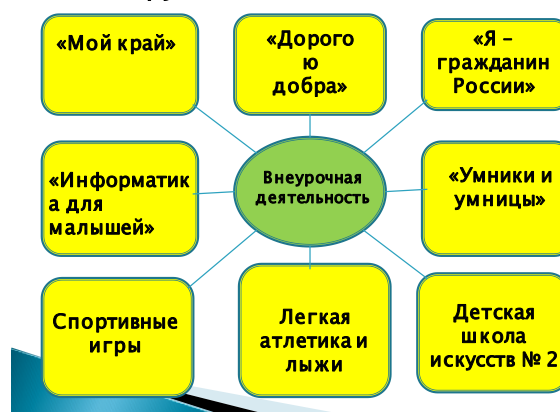 «Мой край»
«Дорого
ю
добра»
«Я –
гражданин
России»
«Информатик
а для
малышей»
Внеурочная
деятельность
«Умники и
умницы»
Спортивные
игры
Легкая
атлетика и
лыжи
Детская
школа
искусств № 2